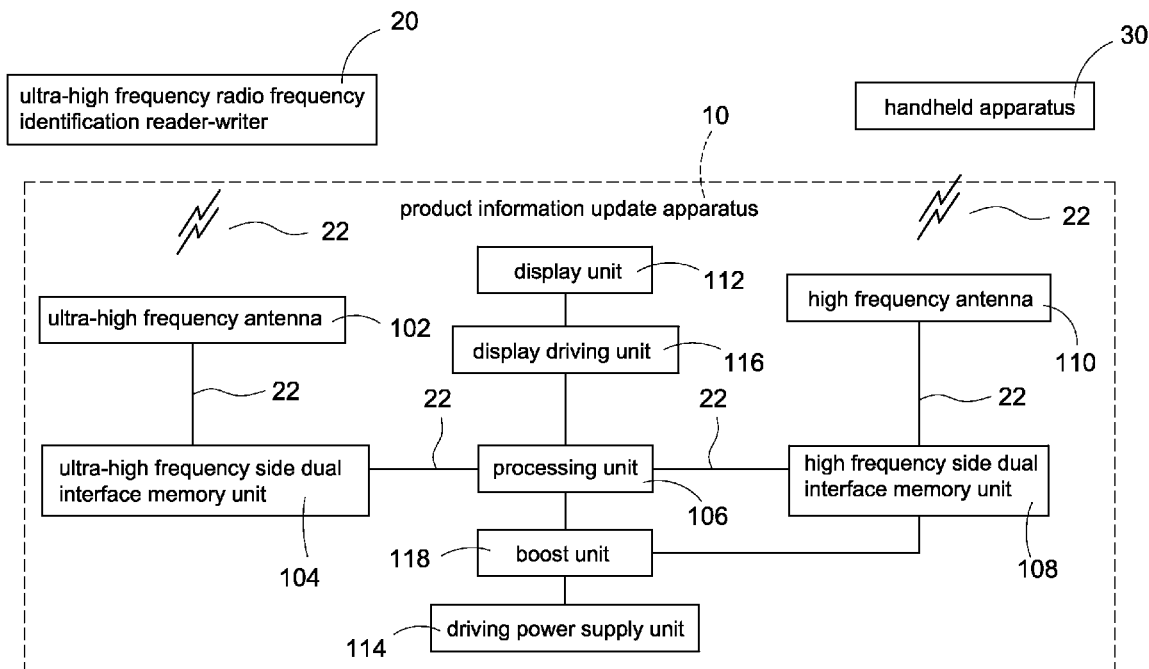 20
30
ultra-high frequency radio frequency
identification reader-writer
handheld apparatus
10
product information update apparatus
22
22
display unit
112
high frequency antenna
ultra-high frequency antenna
102
display driving unit
116
110
22
22
22
22
ultra-high frequency side dual
interface memory unit
processing unit
high frequency side dual
interface memory unit
106
118
boost unit
104
108
114
driving power supply unit